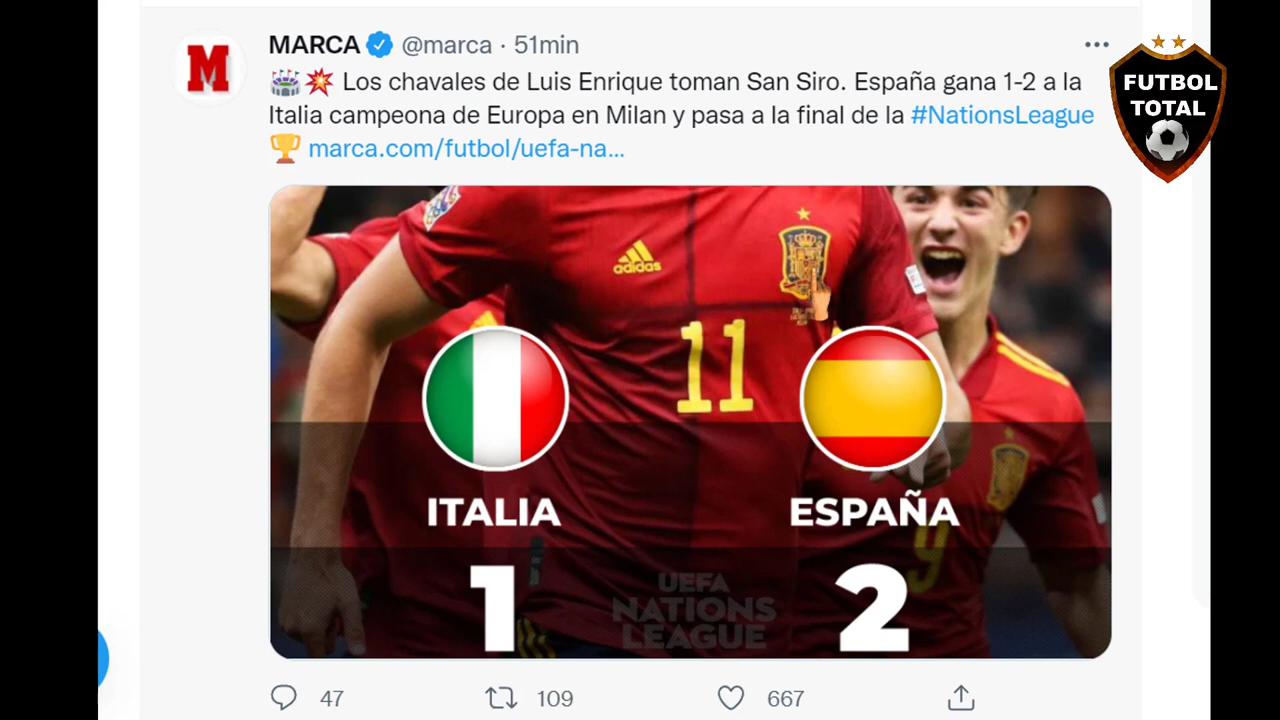 MARCA @marca · 51min
Los chavales de Luis Enrique toman San Siro. España gana 1-2 a la
Italia campeona de Europa en Milan y pasa a la final de la #NationsLeague
marca.com/futbol/uefa-na...
M
FUTBOL
TOTAL
adidas
11
9
ITALIA
ESPAÑA
1
2
UEFA
NATIONS
LEAGUE
47
109
667